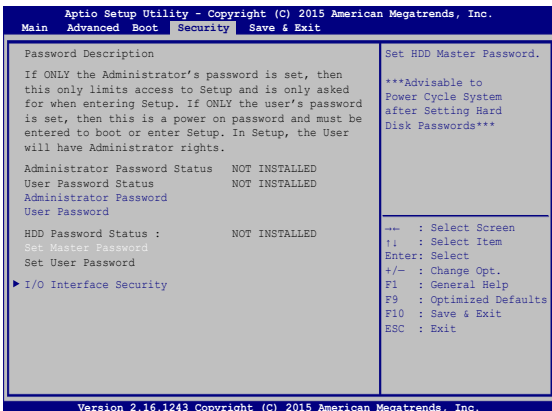 Aptio Setup Utility - Copyright (C) 2015 American Megatrends, Inc.
Main Advanced Boot Security Save & Exit
Password Description
If ONLY the Administrator's password is set, then
this only limits access to Setup and is only asked
for when entering Setup. If ONLY the user's password
is set, then this is a power on password and must be
entered to boot or enter Setup. In Setup, the User
will have Administrator rights.
Administrator Password Status NOT INSTALLED
User Password Status NOT INSTALLED
Administrator Password
User Password
HDD Password Status : NOT INSTALLED
Set Master Password
Set User Password
▶ I/O Interface Security
Set HDD Master Password.
***Advisable to
Power Cycle System
after Setting Hard
Disk Passwords***
→← : Select Screen
↑↓ : Select Item
Enter: Select
+/— : Change Opt.
F1 : General Help
F9 : Optimized Defaults
F10 : Save & Exit
ESC : Exit
Version 2.16.1243 Copyright (C) 2015 American Megatrends, Inc.